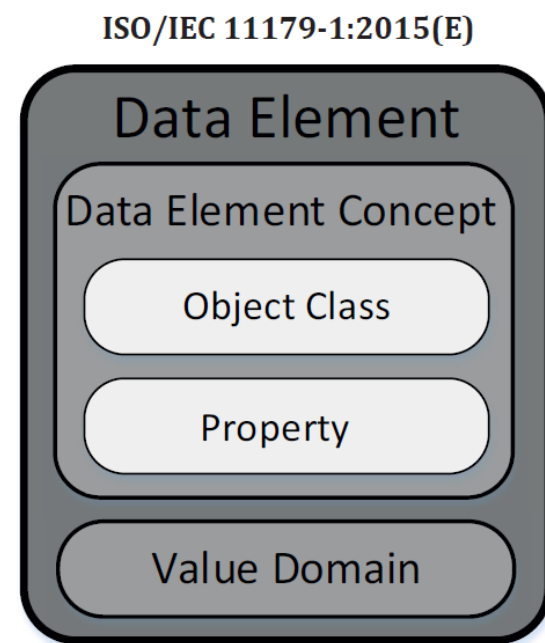 ISO/IEC 11179-1:2015(E)
Data Element
Data Element Concept
Object Class
Property
Value Domain